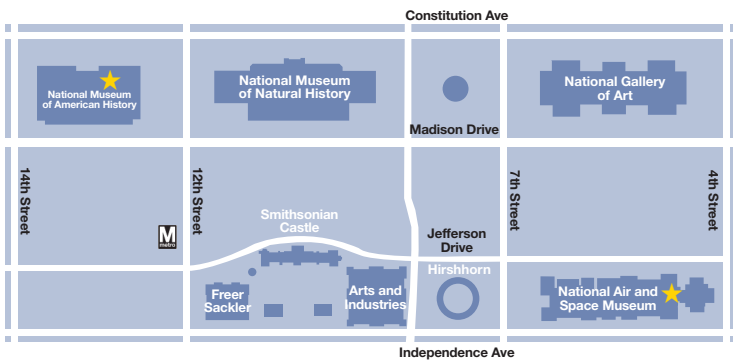 Constitution Ave
National Museum
of American History
National Museum
of Natural History
National Gallery
of Art
Madison Drive
14th Street
12th Street
7th Street
4th Street
M
metro
Smithsonian
Castle
Jefferson
Drive
Hirshhorn
Freer
Sackler
Arts and
Industries
National Air and
Space Museum
Independence Ave